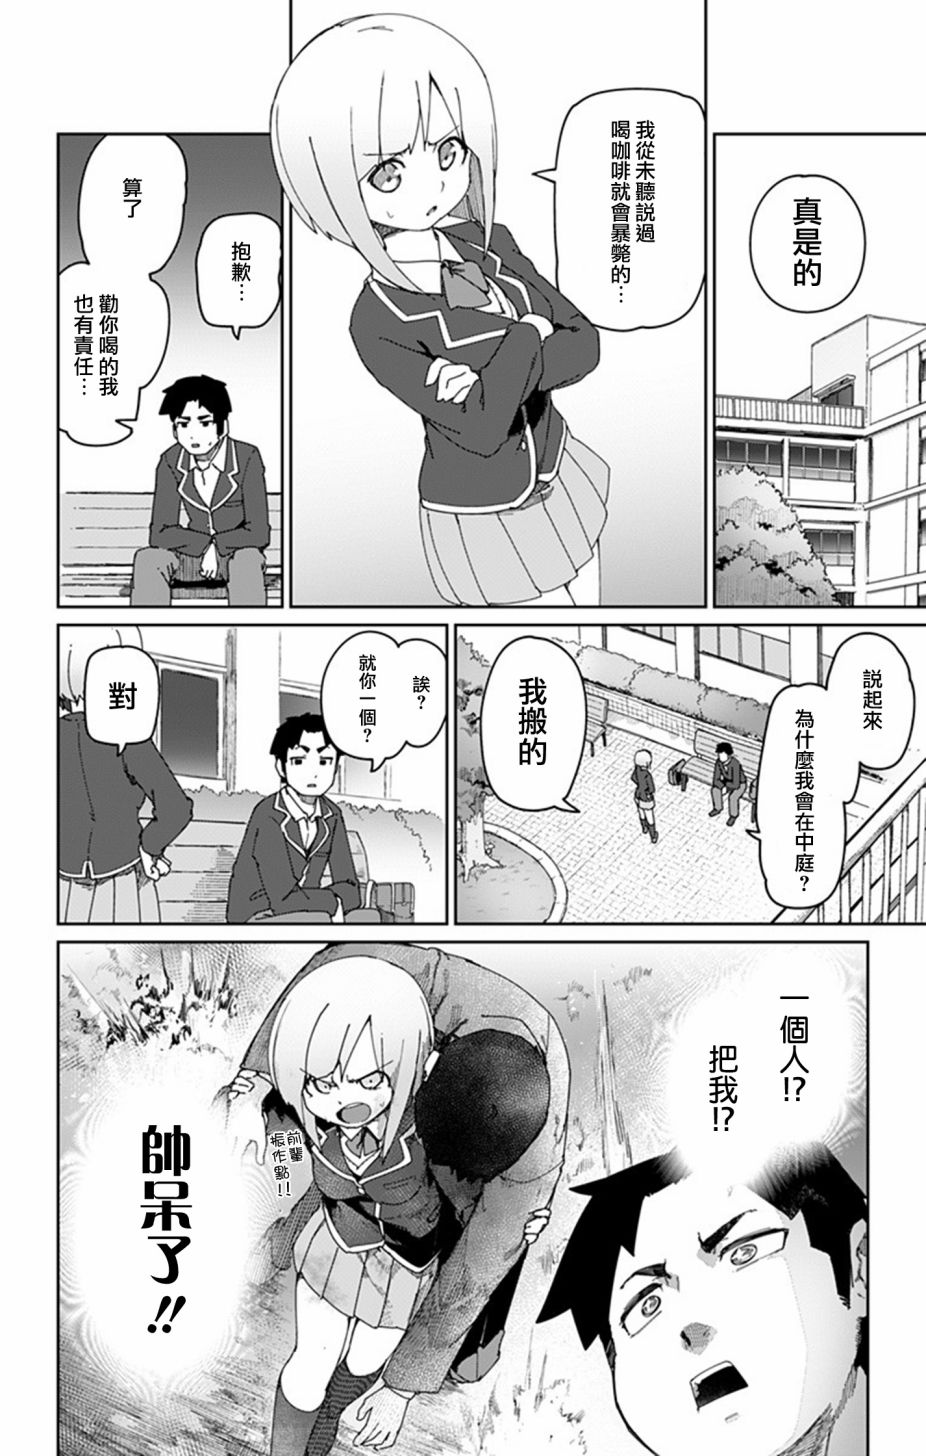 真是的
我從未聽説過
喝咖啡就會暴斃的…
抱歉…
算了
勸你喝的我
也有責任…
説起來
為什麼我會在中庭?
我搬的
誒?
就你一個?
對
一個人!?
把我!?
前輩
振作點!!
帥呆了!!